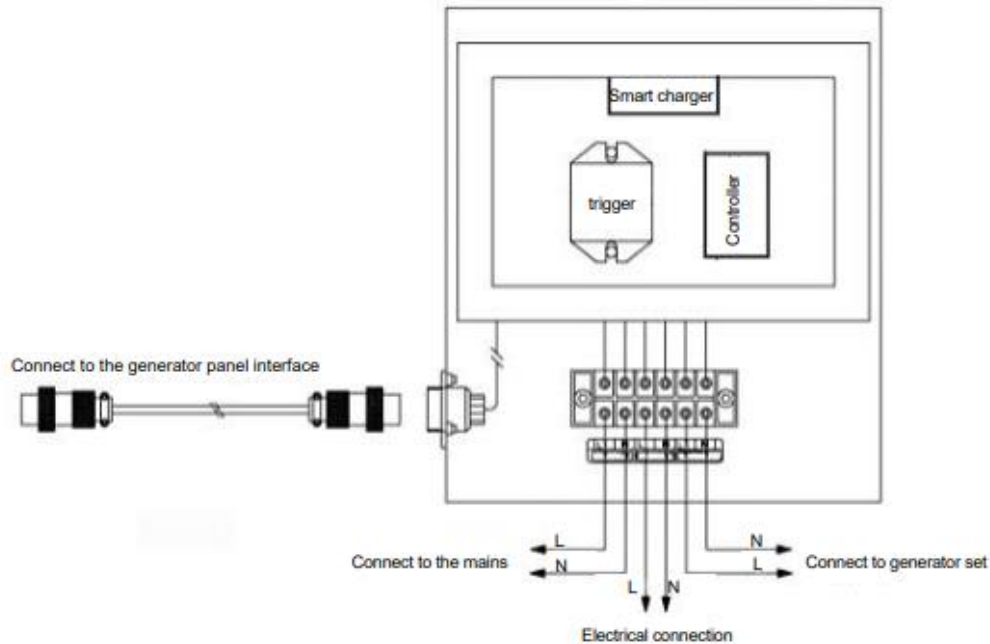 Smart charger
trigger
Controller
Connect to the generator panel interface
L
N
Connect to the mains
N
L
Connect to generator set
L
N
Electrical connection